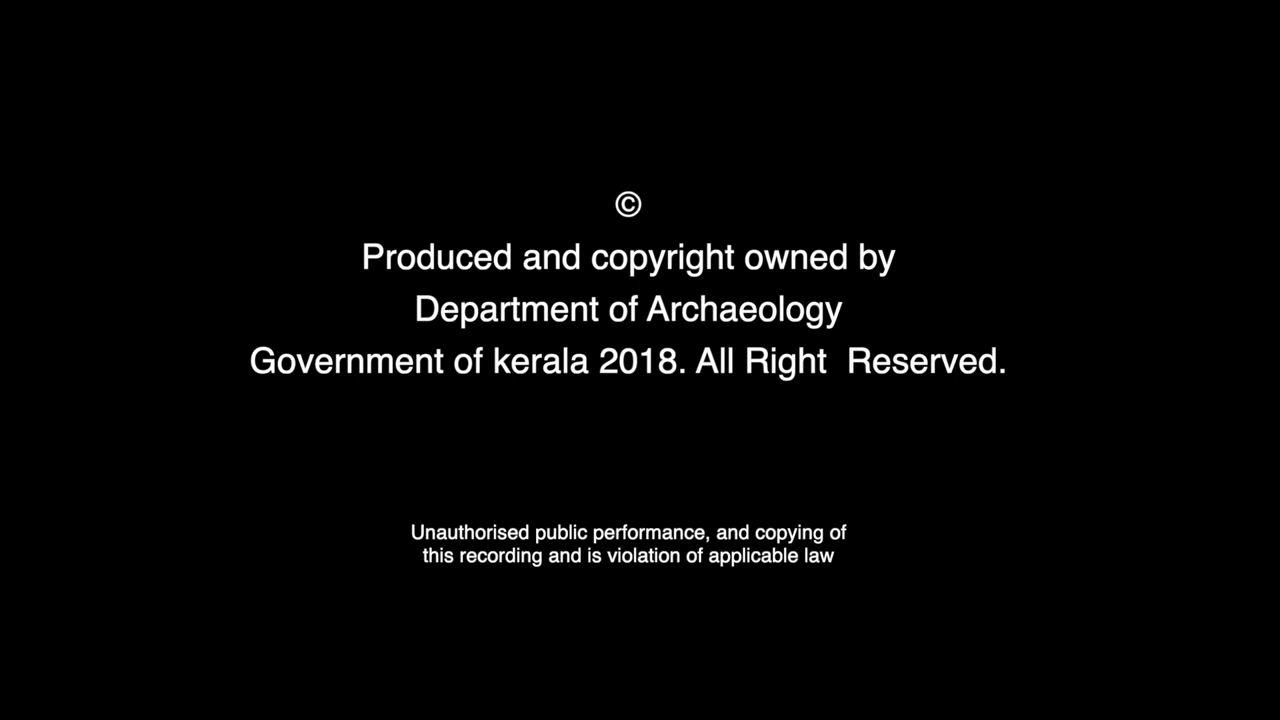 ©
Produced and copyright owned by
Department of Archaeology
Government of kerala 2018. All Right  Reserved.
Unauthorised public performance, and copying of
this recording and is violation of applicable law